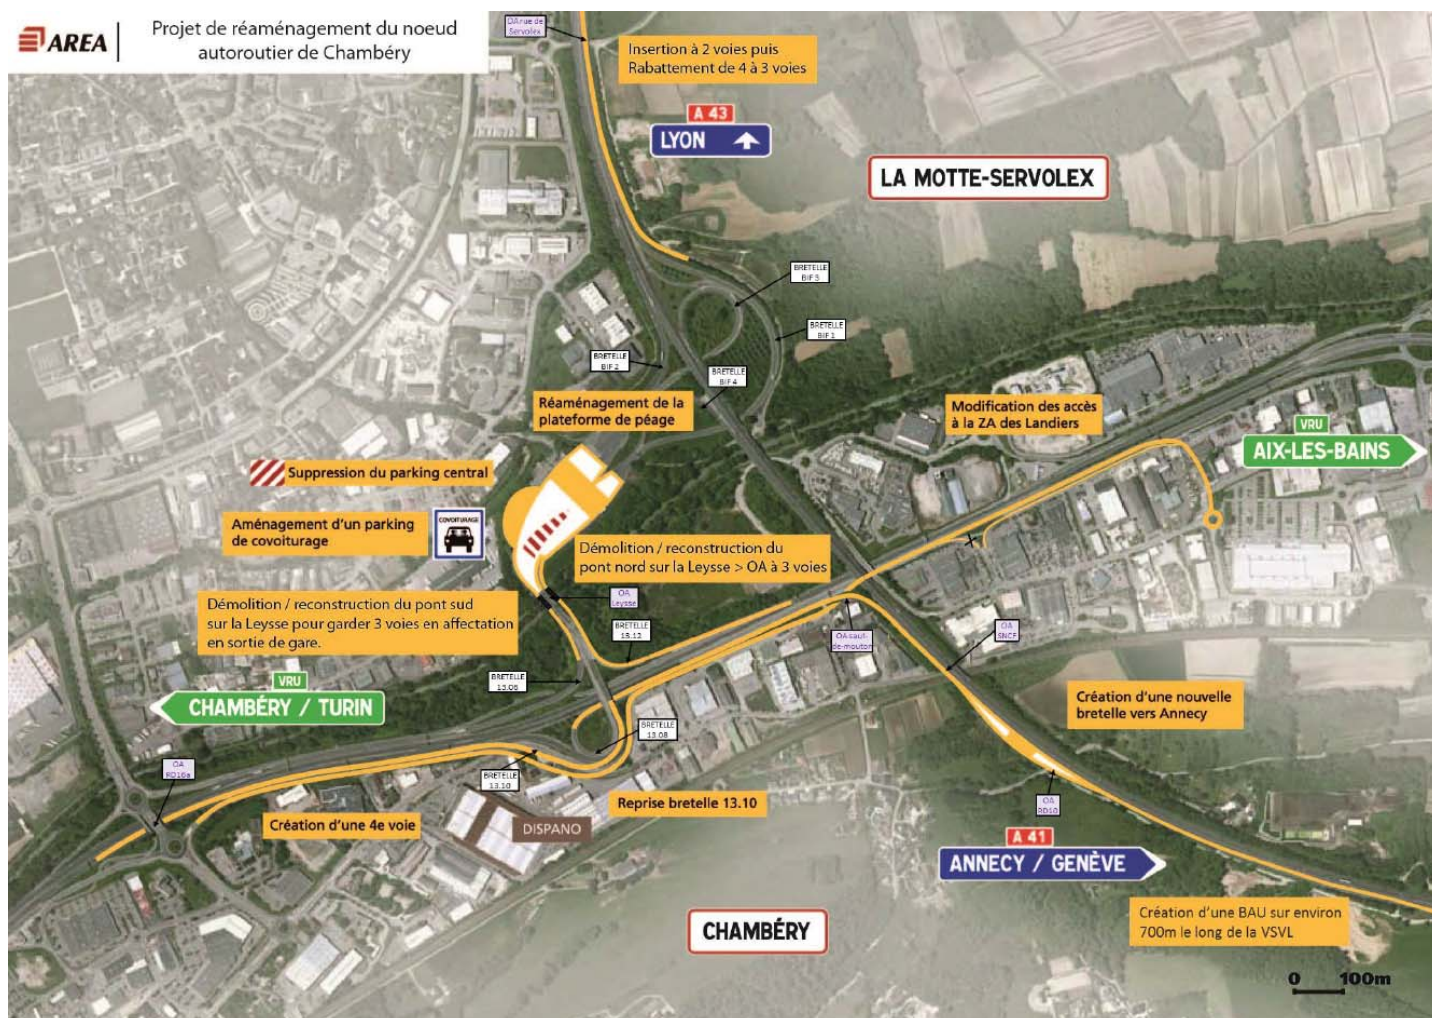 AREA
Projet de réaménagement du noeud
autoroutier de Chambéry
OA rue de
Servolex
Insertion à 2 voies puis
Rabattement de 4 à 3 voies
A 43
LYON
LA MOTTE-SERVOLEX
BRETELLE
BIF 3
BRETELLE
BIF 1
BRETELLE
BIF 2
BRETELLE
BIF 4
Réaménagement de la
plateforme de péage
Modification des accès
à la ZA des Landiers
VRU
AIX-LES-BAINS
Suppression du parking central
Aménagement d'un parking
de covoiturage
COVOITURAGE
Démolition / reconstruction du
pont nord sur la Leysse > OA à 3 voies
OA
Leysse
Démolition / reconstruction du pont sud
sur la Leysse pour garder 3 voies en affectation
en sortie de gare.
BRETELLE
13.12
OA saut-
de-mouton
OA
SNCF
VRU
CHAMBÉRY / TURIN
BRETELLE
13.06
Création d'une nouvelle
bretelle vers Annecy
BRETELLE
13.08
OA
RD16a
BRETELLE
13.10
Reprise bretelle 13.10
OA
RD10
Création d'une 4e voie
DISPANO
A 41
ANNECY / GENÈVE
CHAMBÉRY
Création d'une BAU sur environ
700m le long de la VSVL
0 100m